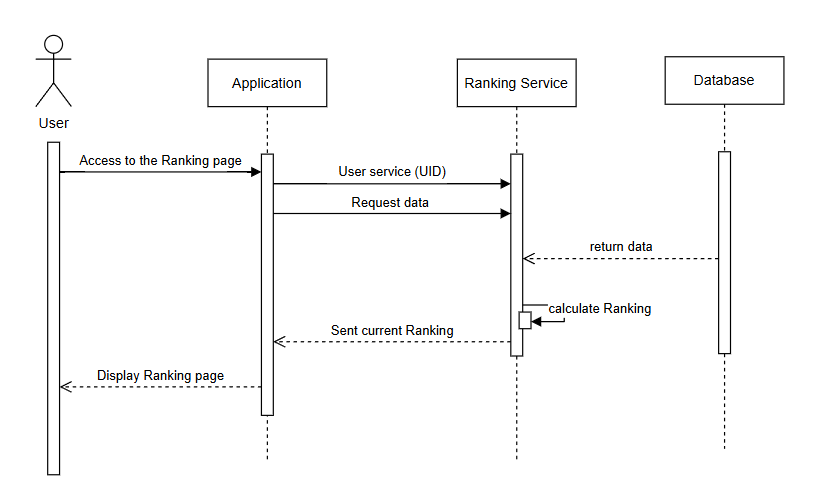 Application
Ranking Service
Database
User
Access to the Ranking page
User service (UID)
Request data
return data
calculate Ranking
Sent current Ranking
Display Ranking page